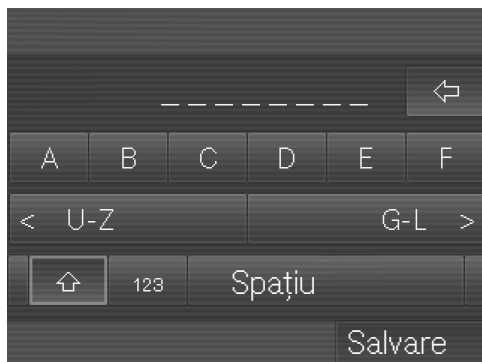 _ _ _ _ _ _ _ _ _
A B C D E F
< U-Z G-L >
123 Spațiu
Salvare